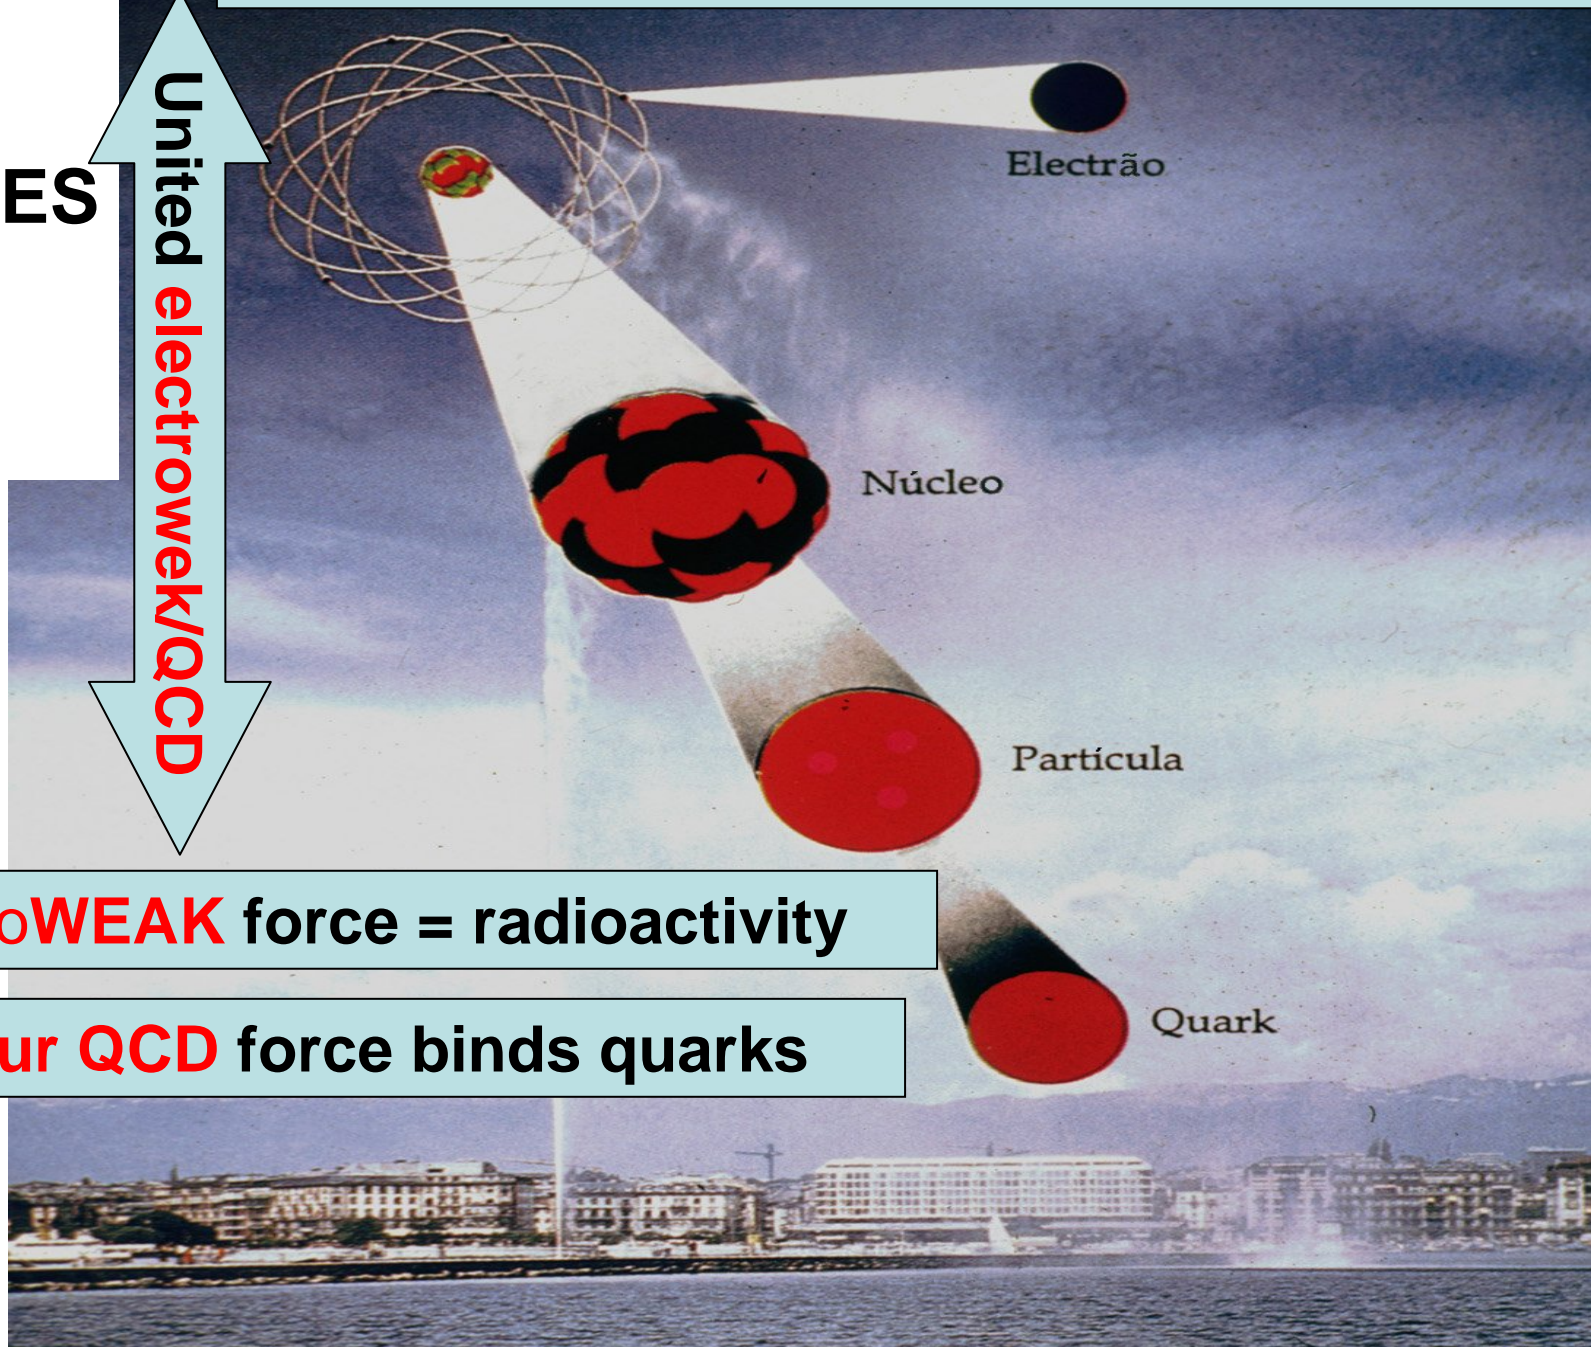 ES
United electrowek/QCD
Electrão
Núcleo
Partícula
oWEAK force = radioactivity
Quark
ur QCD force binds quarks